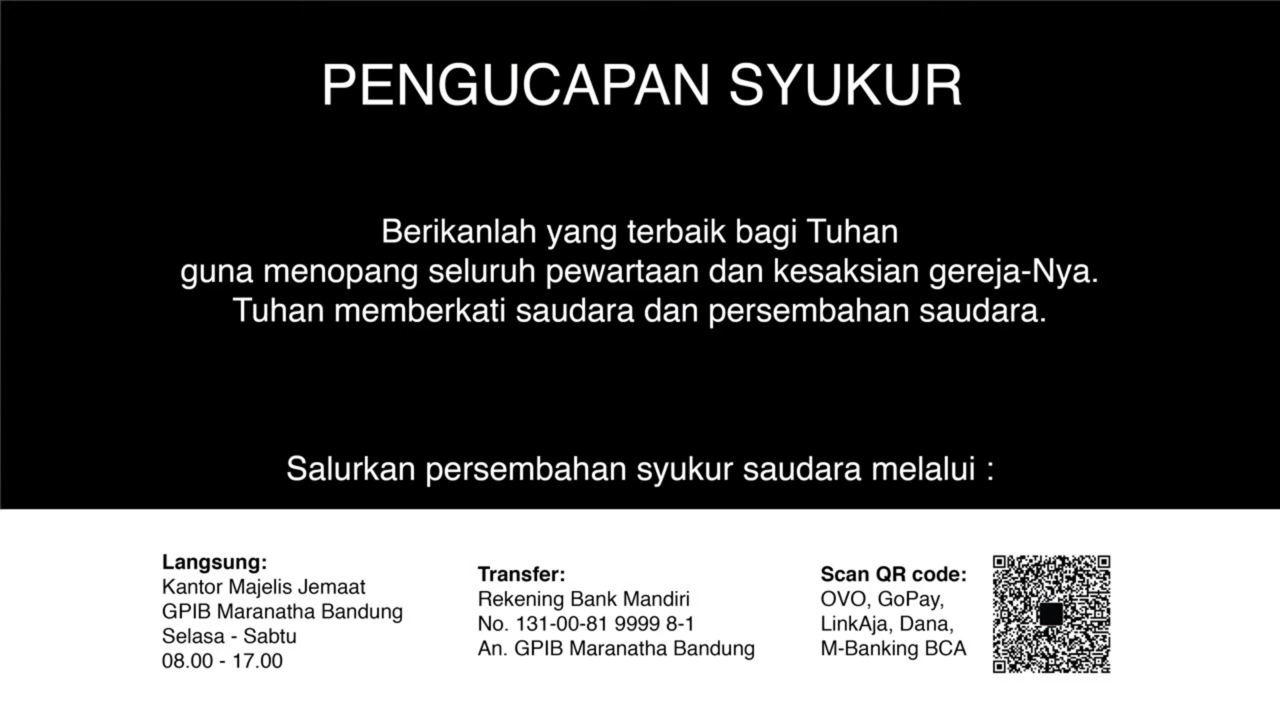 PENGUCAPAN SYUKUR
Berikanlah yang terbaik bagi Tuhan
guna menopang seluruh pewartaan dan kesaksian gereja-Nya.
Tuhan memberkati saudara dan persembahan saudara.
Salurkan persembahan syukur saudara melalui :
Langsung:
Kantor Majelis Jemaat
GPIB Maranatha Bandung
Selasa - Sabtu
08.00 - 17.00
Transfer:
Rekening Bank Mandiri
No. 131-00-81 9999 8-1
An. GPIB Maranatha Bandung
Scan QR code:
OVO, GoPay,
LinkAja, Dana,
M-Banking BCA